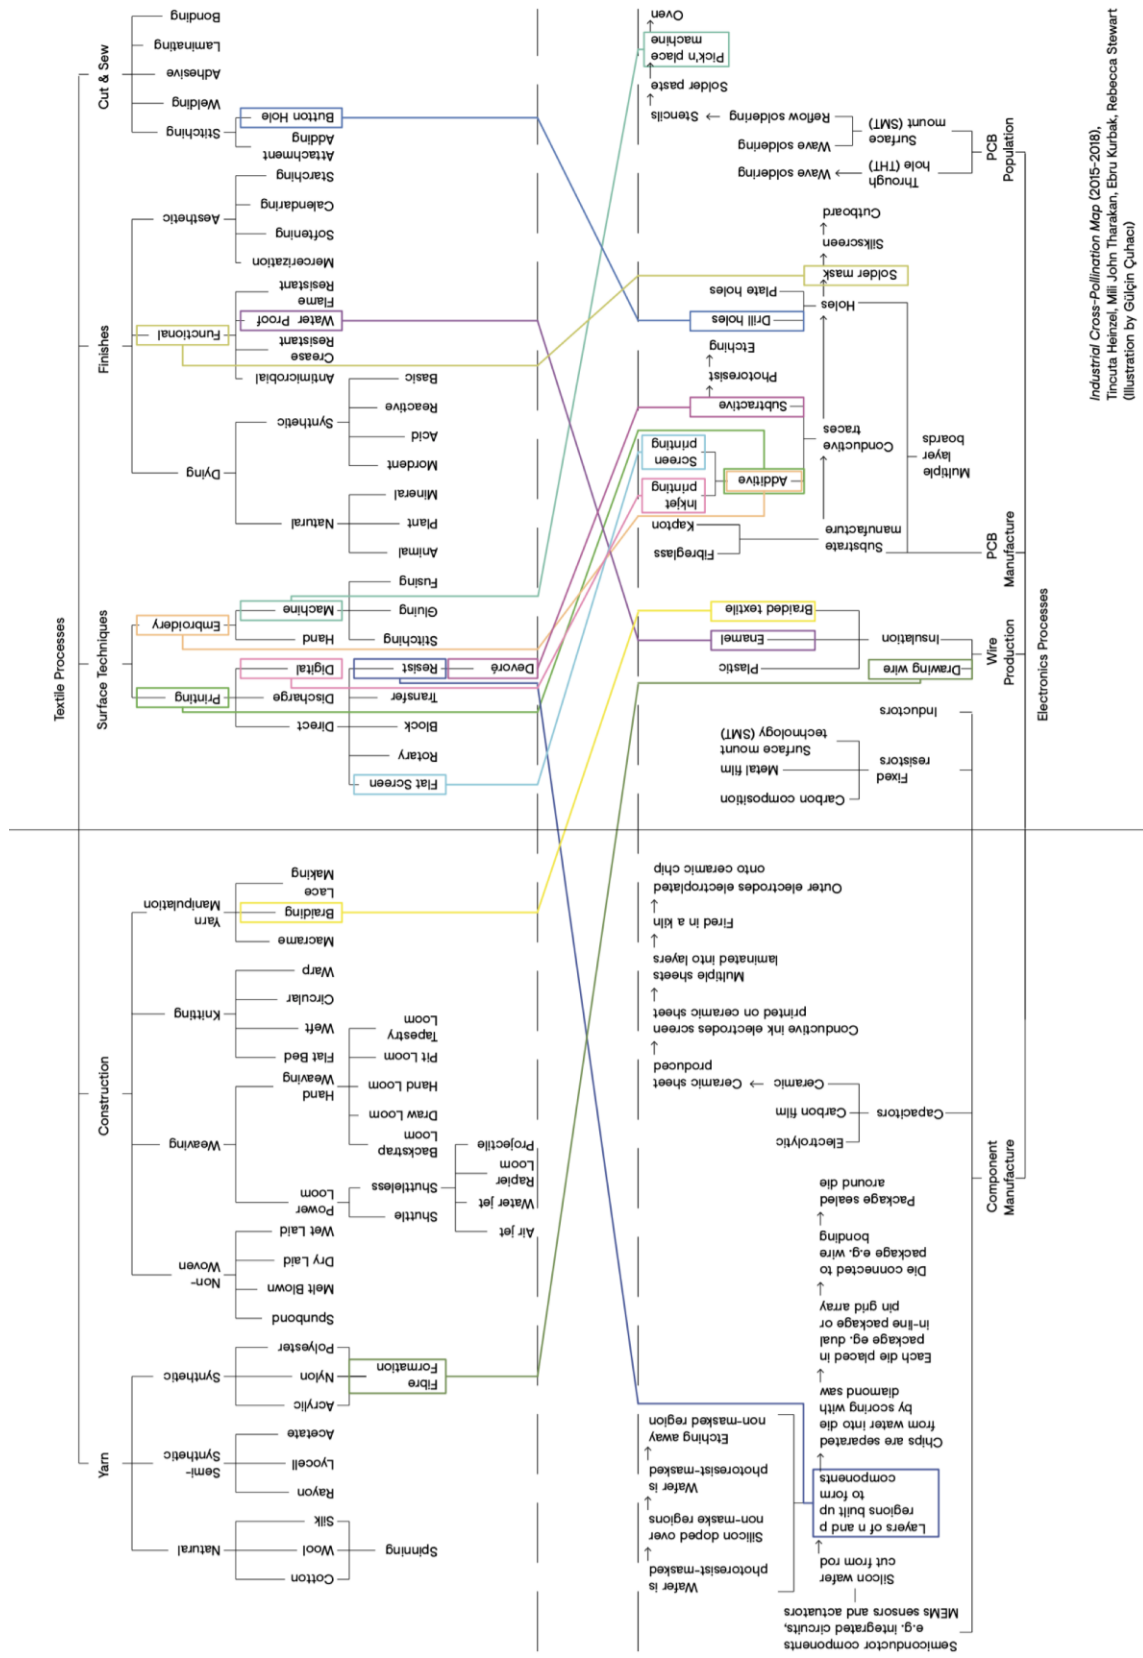 Textile Processes
Cut & Sew
Bonding
Laminating
Adhesive
Welding
Stitching
Button Hole
Adding
Attachment
Finishes
Aesthetic
Starching
Calendaring
Softening
Mercerization
Functional
Resistant
Flame
Water Proof
Resistant
Crease
Antimicrobial
Dying
Synthetic
Basic
Reactive
Acid
Mordent
Natural
Mineral
Plant
Animal
Surface Techniques
Embroidery
Machine
Hand
Fusing
Gluing
Stitching
Printing
Digital
Discharge
Direct
Resist
Devoré
Transfer
Block
Rotary
Flat Screen
Construction
Yarn
Manipulation
Lace
Making
Braiding
Macrame
Knitting
Warp
Circular
Weft
Flat Bed
Weaving
Hand
Weaving
Tapestry
Loom
Pit Loom
Hand Loom
Draw Loom
Backstrap
Loom
Power
Loom
Shuttleless
Shuttle
Projectile
Rapier
Loom
Water jet
Air jet
Non-
Woven
Wet Laid
Dry Laid
Melt Blown
Spunbond
Yarn
Synthetic
Polyester
Nylon
Acrylic
Fibre
Formation
Semi-
Synthetic
Acetate
Lyocell
Rayon
Natural
Silk
Wool
Cotton
Spinning
Electronics Processes
PCB
Population
Through
hole (THT)
Wave soldering
Surface
mount (SMT)
Wave soldering
Reflow soldering
Stencils
Solder paste
Pick'n place
machine
Oven
PCB
Manufacture
Multiple
layer
boards
Substrate
manufacture
Fibreglass
Kapton
Conductive
traces
Additive
Inkjet
printing
Screen
printing
Subtractive
Photoresist
Etching
Holes
Drill holes
Plate holes
Solder mask
Silkscreen
Cutboard
Wire
Production
Drawing wire
Insulation
Braided textile
Enamel
Plastic
Component
Manufacture
Inductors
Fixed
resistors
Surface mount
technology (SMT)
Metal film
Carbon composition
Capacitors
Ceramic
Carbon film
Electrolytic
Ceramic sheet
produced
Conductive ink electrodes screen
printed on ceramic sheet
Multiple sheets
laminated into layers
Fired in a kiln
Outer electrodes electroplated
onto ceramic chip
Semiconductor components
e.g. integrated circuits,
MEMs sensors and actuators
Silcon wafer
cut from rod
Layers of n and p
regions built up
to form
components
Wafer is
photoresist-masked
Silicon doped over
non-maske regions
Wafer is
photoresist-masked
Etching away
non-masked region
Chips are separated
from water into die
by scoring with
diamond saw
Each die placed in
package eg. dual
in-line package or
pin grid array
Die connected to
package e.g. wire
bonding
Package sealed
around die
Industrial Cross-Pollination Map (2015-2018),
Tincuta Heinzel, Mili John Tharakan, Ebru Kurbak, Rebecca Stewart
(Illustration by Gülçin Çuhacı)